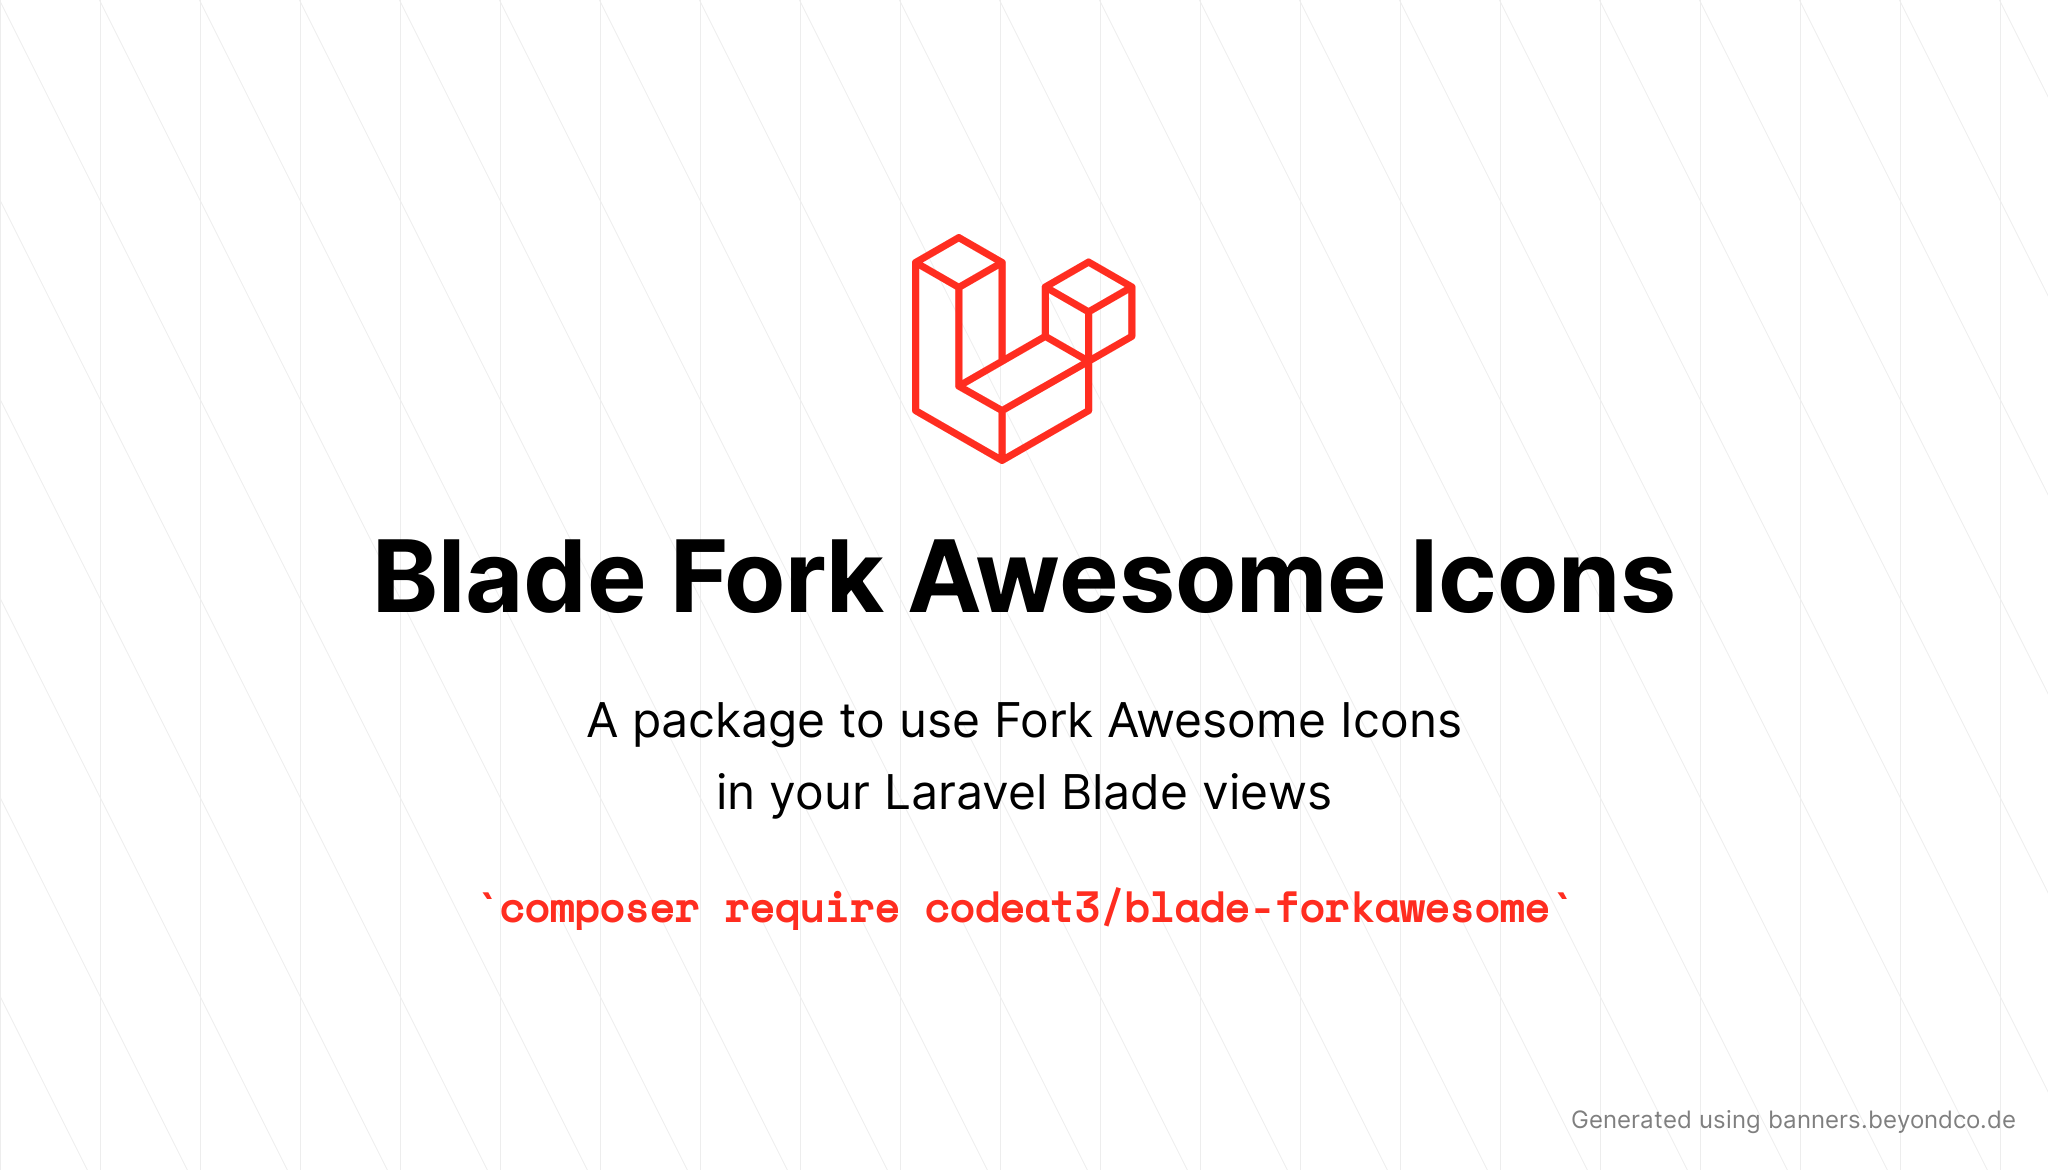 Blade Fork Awesome Icons
A package to use Fork Awesome Icons
in your Laravel Blade views
`composer require codeat3/blade-forkawesome`
Generated using banners.beyondco.de